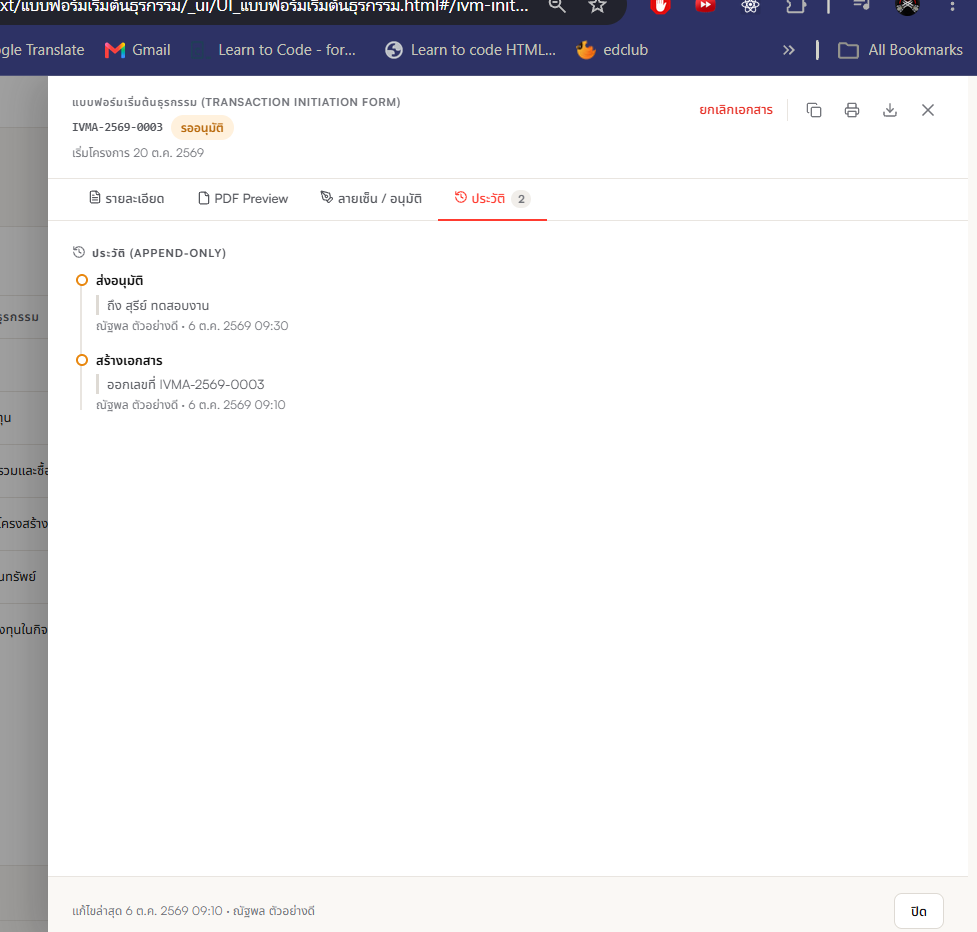 xt/แบบฟอร์มเริ่มต้นธุรกรรม/_ui/UI_แบบฟอร์มเริ่มต้นธุรกรรม.html#/ivm-init...
gle Translate Gmail Learn to Code - for... Learn to code HTML... edclub » All Bookmarks
แบบฟอร์มเริ่มต้นธุรกรรม (TRANSACTION INITIATION FORM)
IVMA-2569-0003 รออนุมัติ
เริ่มโครงการ 20 ต.ค. 2569
ยกเลิกเอกสาร
รายละเอียด PDF Preview ลายเซ็น / อนุมัติ ประวัติ 2
ประวัติ (APPEND-ONLY)
ส่งอนุมัติ
ถึง สุรีย์ ทดสอบงาน
ณัฐพล ตัวอย่างดี • 6 ต.ค. 2569 09:30
สร้างเอกสาร
ออกเลขที่ IVMA-2569-0003
ณัฐพล ตัวอย่างดี • 6 ต.ค. 2569 09:10
ธุรกรรม
ทุน
รวมและซื้อ
โครงสร้าง
นทรัพย์
งทุนในกิจ
แก้ไขล่าสุด 6 ต.ค. 2569 09:10 • ณัฐพล ตัวอย่างดี
ปิด